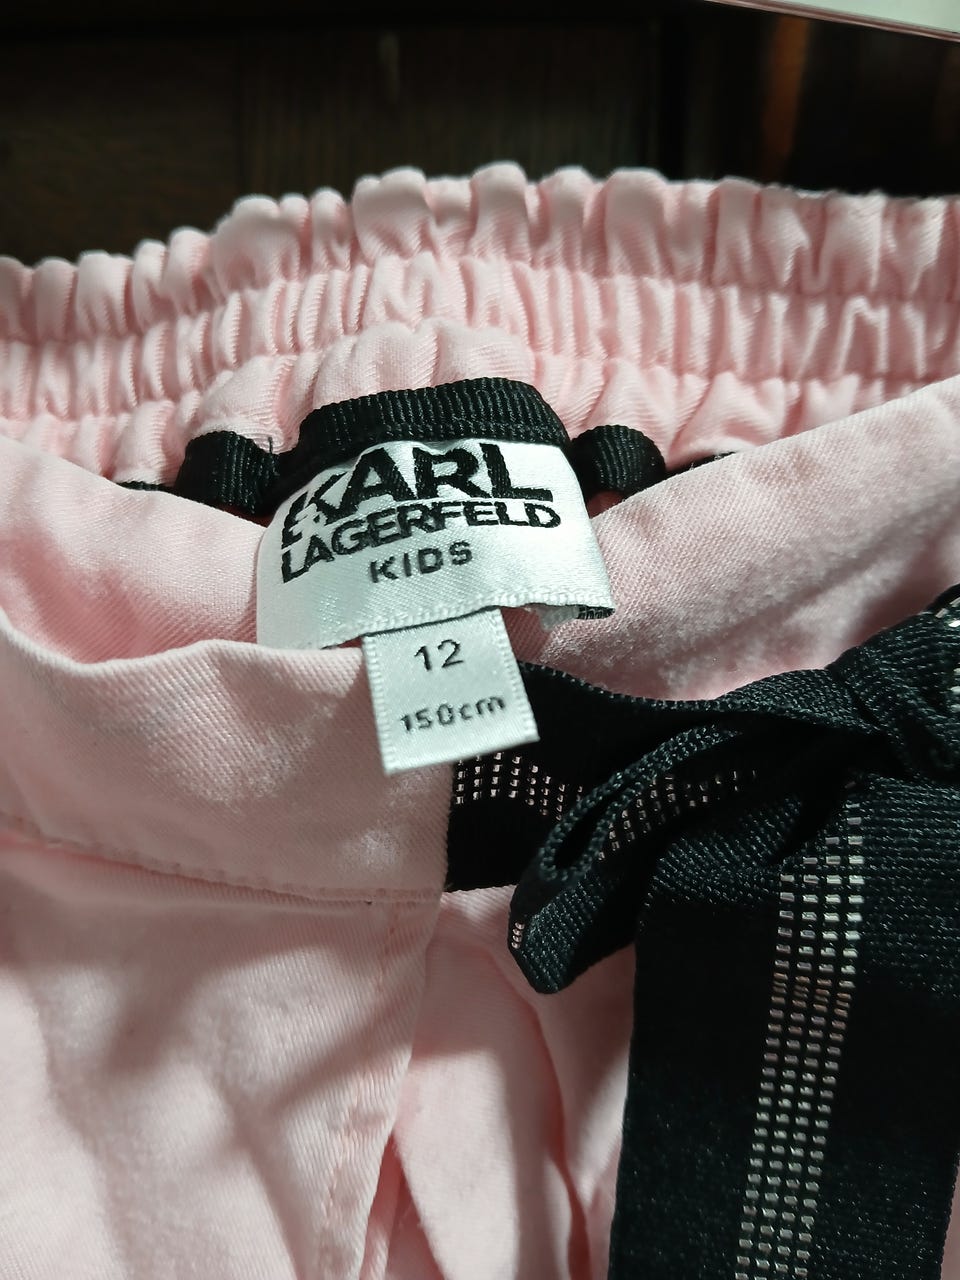 KARL
LAGERFELD
KIDS
12
150cm